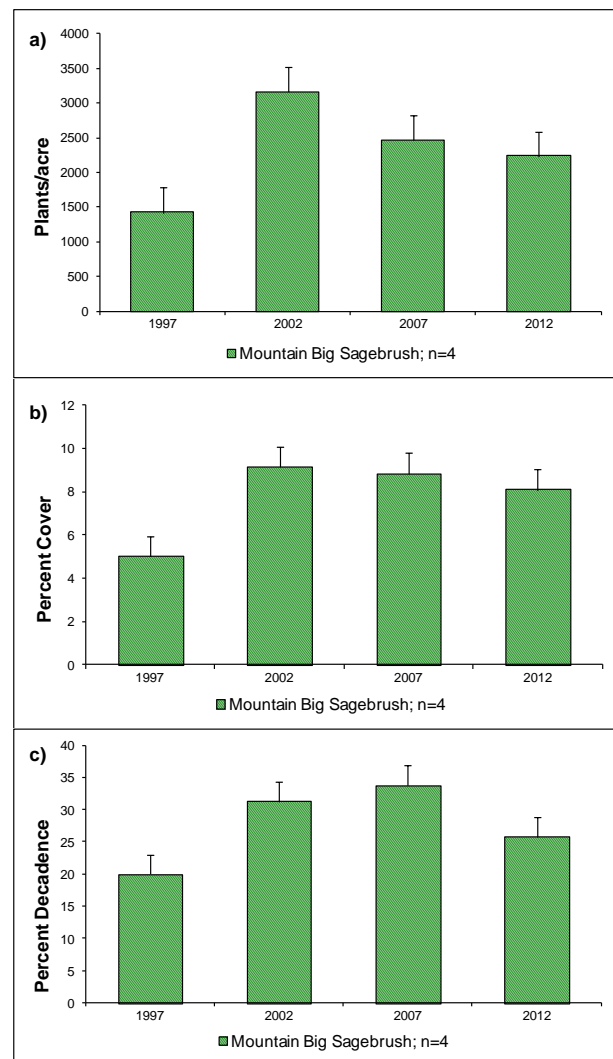 a)
Plants/acre
4000
3500
3000
2500
2000
1500
1000
500
0
1997 2002 2007 2012
Mountain Big Sagebrush; n=4
b)
Percent Cover
12
10
8
6
4
2
0
1997 2002 2007 2012
Mountain Big Sagebrush; n=4
c)
Percent Decadence
40
35
30
25
20
15
10
5
0
1997 2002 2007 2012
Mountain Big Sagebrush; n=4